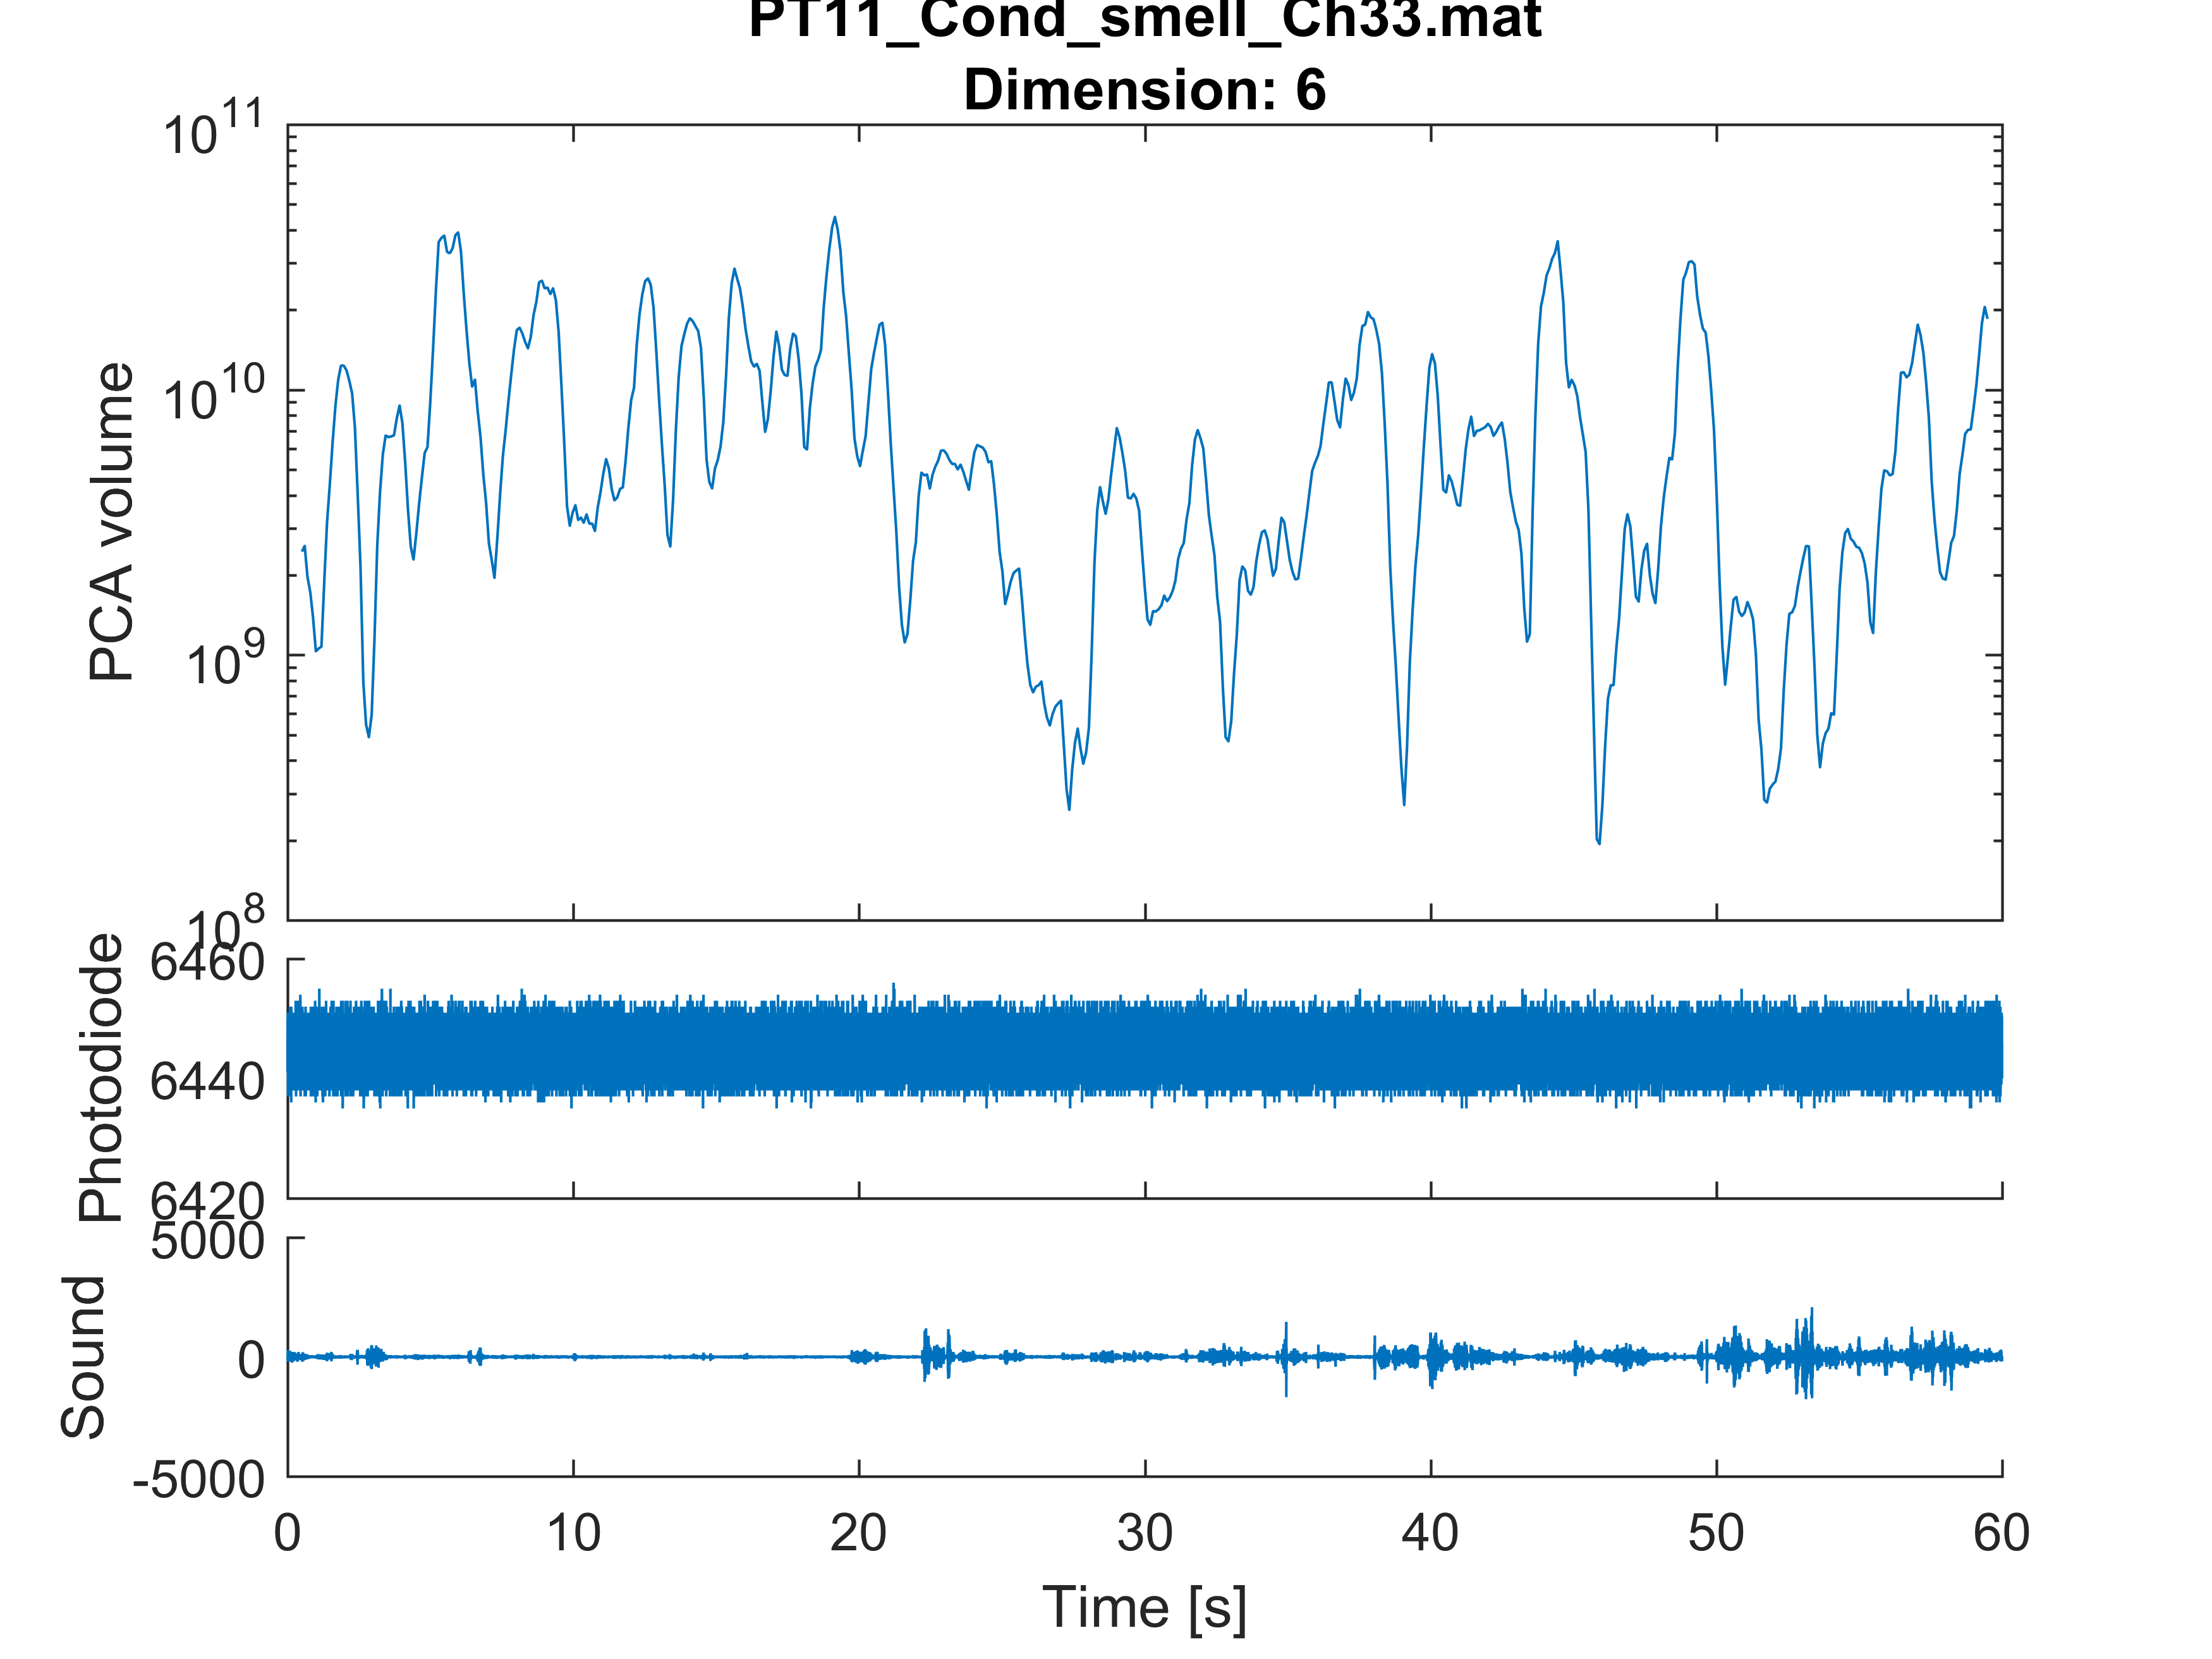 PT11_Cond_smell_Ch33.mat
Dimension: 6
10^11
10^10
10^9
10^8
PCA volume
6460
6440
6420
Photodiode
5000
0
-5000
Sound
0 10 20 30 40 50 60
Time [s]